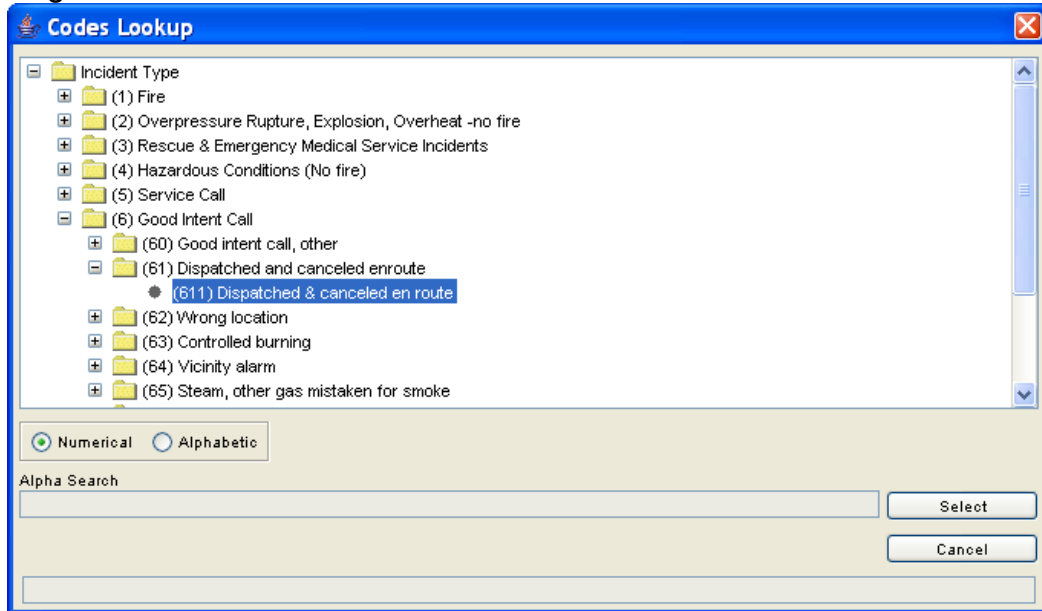 Codes Lookup
Incident Type
(1) Fire
(2) Overpressure Rupture, Explosion, Overheat -no fire
(3) Rescue & Emergency Medical Service Incidents
(4) Hazardous Conditions (No fire)
(5) Service Call
(6) Good Intent Call
(60) Good intent call, other
(61) Dispatched and canceled enroute
(611) Dispatched & canceled en route
(62) Wrong location
(63) Controlled burning
(64) Vicinity alarm
(65) Steam, other gas mistaken for smoke
Numerical Alphabetic
Alpha Search
Select
Cancel